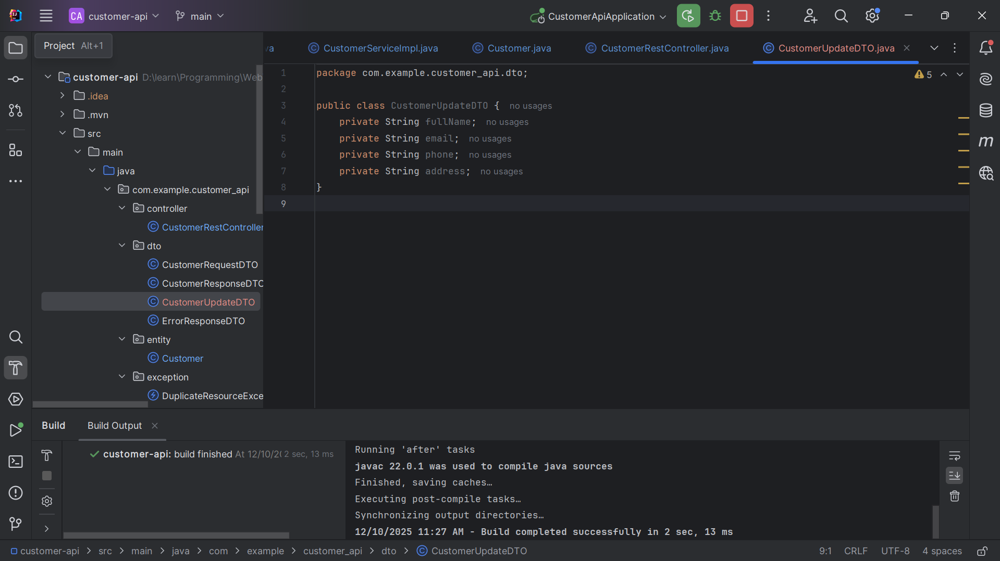 CA customer-api
main
CustomerApiApplication
Project Alt+1
va
CustomerServiceImpl.java
Customer.java
CustomerRestController.java
CustomerUpdateDTO.java
customer-api D:\learn\Programming\Web
.idea
.mvn
src
main
java
com.example.customer_api
controller
CustomerRestController
dto
CustomerRequestDTO
CustomerResponseDTO
CustomerUpdateDTO
ErrorResponseDTO
entity
Customer
exception
DuplicateResourceExce
1 package com.example.customer_api.dto;
2
3 public class CustomerUpdateDTO { no usages
4 private String fullName; no usages
5 private String email; no usages
6 private String phone; no usages
7 private String address; no usages
8 }
9
5
m
Build
Build Output
customer-api: build finished At 12/10/20 2 sec, 13 ms
Running 'after' tasks
javac 22.0.1 was used to compile java sources
Finished, saving caches…
Executing post-compile tasks…
Synchronizing output directories…
12/10/2025 11:27 AM - Build completed successfully in 2 sec, 13 ms
customer-api > src > main > java > com > example > customer_api > dto > CustomerUpdateDTO
9:1 CRLF UTF-8 4 spaces